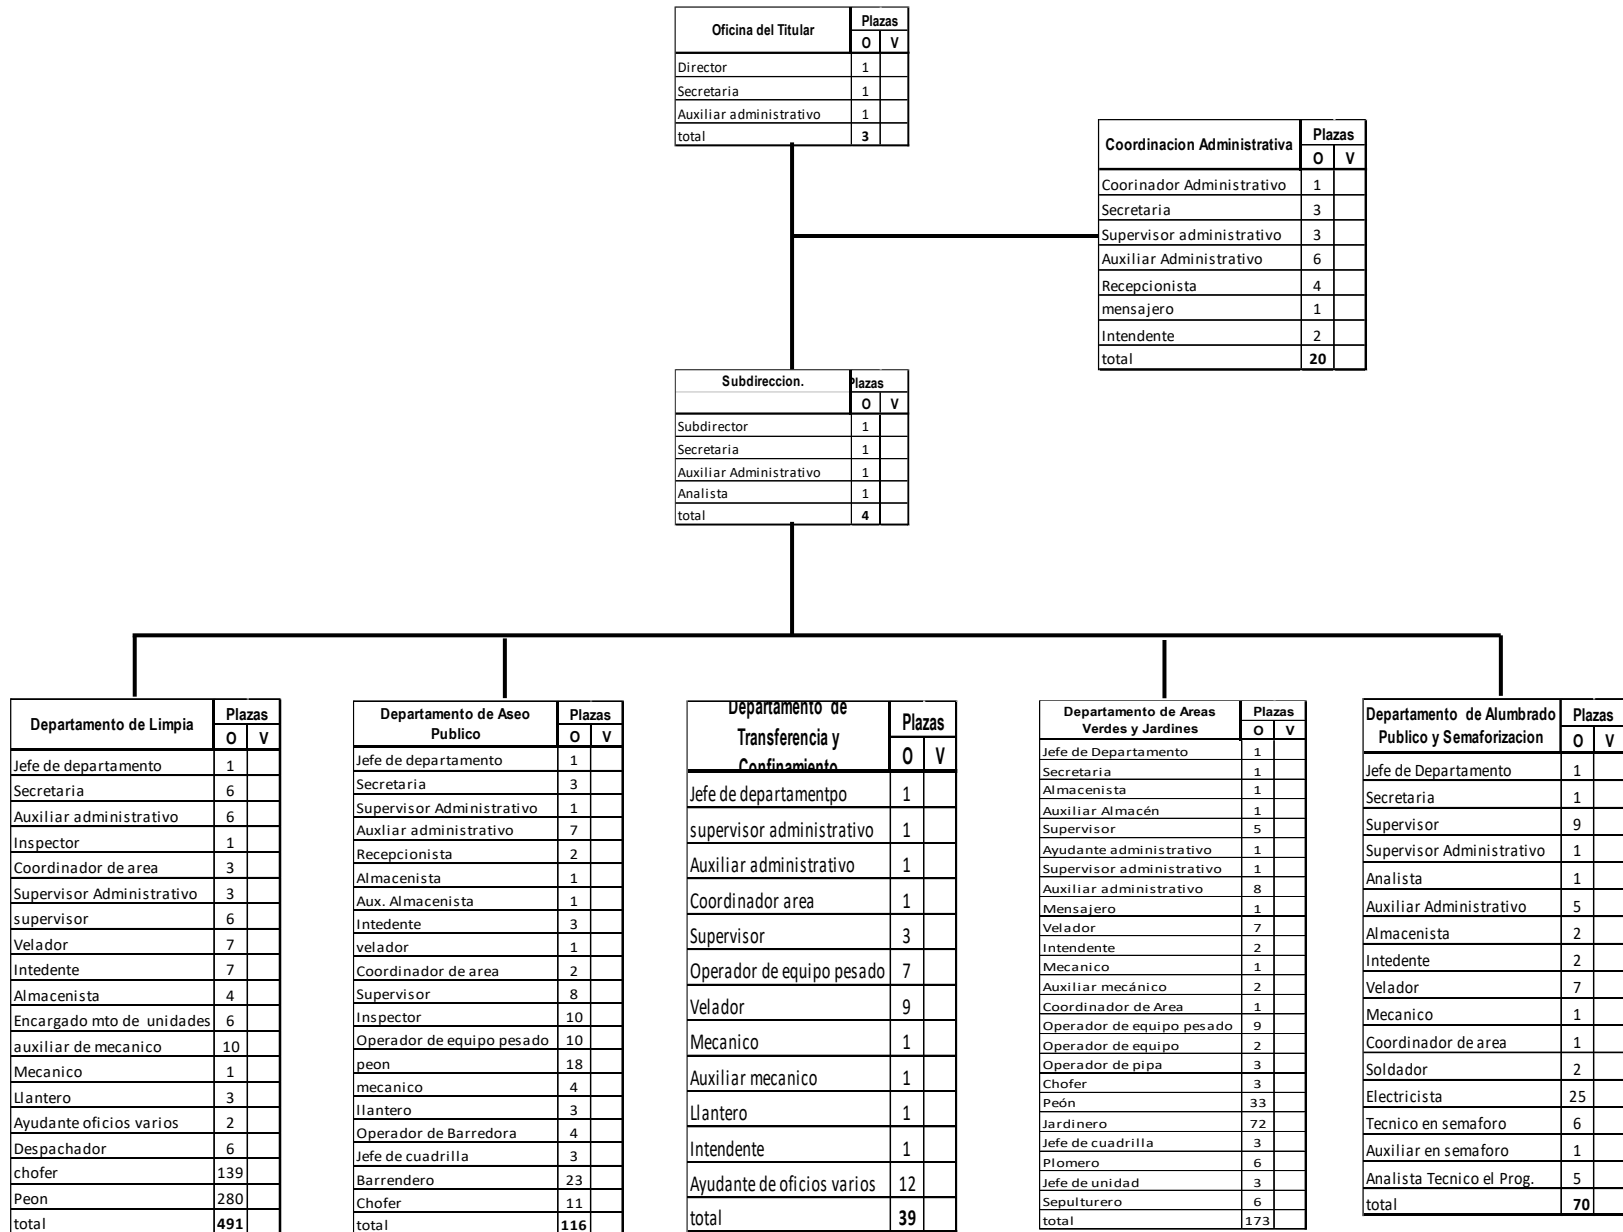 Oficina del Titular Plazas
O V
Director 1
Secretaria 1
Auxiliar administrativo 1
total 3
Coordinacion Administrativa Plazas
O V
Coorinador Administrativo 1
Secretaria 3
Supervisor administrativo 3
Auxiliar Administrativo 6
Recepcionista 4
mensajero 1
Intendente 2
total 20
Subdireccion. Plazas
O V
Subdirector 1
Secretaria 1
Auxiliar Administrativo 1
Analista 1
total 4
Departamento de Limpia Plazas
O V
Jefe de departamento 1
Secretaria 6
Auxiliar administrativo 6
Inspector 1
Coordinador de area 3
Supervisor Administrativo 3
supervisor 6
Velador 7
Intedente 7
Almacenista 4
Encargado mto de unidades 6
auxiliar de mecanico 10
Mecanico 1
Llantero 3
Ayudante oficios varios 2
Despachador 6
chofer 139
Peon 280
total 491
Departamento de Aseo Plazas
Publico O V
Jefe de departamento 1
Secretaria 3
Supervisor Administrativo 1
Auxliar administrativo 7
Recepcionista 2
Almacenista 1
Aux. Almacenista 1
Intedente 3
velador 1
Coordinador de area 2
Supervisor 8
Inspector 10
Operador de equipo pesado 10
peon 18
mecanico 4
llantero 3
Operador de Barredora 4
Jefe de cuadrilla 3
Barrendero 23
Chofer 11
total 116
Departamento de
Transferencia y Plazas
Confinamiento O V
Jefe de departamentpo 1
supervisor administrativo 1
Auxiliar administrativo 1
Coordinador area 1
Supervisor 3
Operador de equipo pesado 7
Velador 9
Mecanico 1
Auxiliar mecanico 1
Llantero 1
Intendente 1
Ayudante de oficios varios 12
total 39
Departamento de Areas Plazas
Verdes y Jardines O V
Jefe de Departamento 1
Secretaria 1
Almacenista 1
Auxiliar Almacén 1
Supervisor 5
Ayudante administrativo 1
Supervisor administrativo 1
Auxiliar administrativo 8
Mensajero 1
Velador 7
Intendente 2
Mecanico 1
Auxiliar mecánico 2
Coordinador de Area 1
Operador de equipo pesado 9
Operador de equipo 2
Operador de pipa 3
Chofer 3
Peón 33
Jardinero 72
Jefe de cuadrilla 3
Plomero 6
Jefe de unidad 3
Sepulturero 6
total 173
Departamento de Alumbrado Plazas
Publico y Semaforizacion O V
Jefe de Departamento 1
Secretaria 1
Supervisor 9
Supervisor Administrativo 1
Analista 1
Auxiliar Administrativo 5
Almacenista 2
Intedente 2
Velador 7
Mecanico 1
Coordinador de area 1
Soldador 2
Electricista 25
Tecnico en semaforo 6
Auxiliar en semaforo 1
Analista Tecnico el Prog. 5
total 70